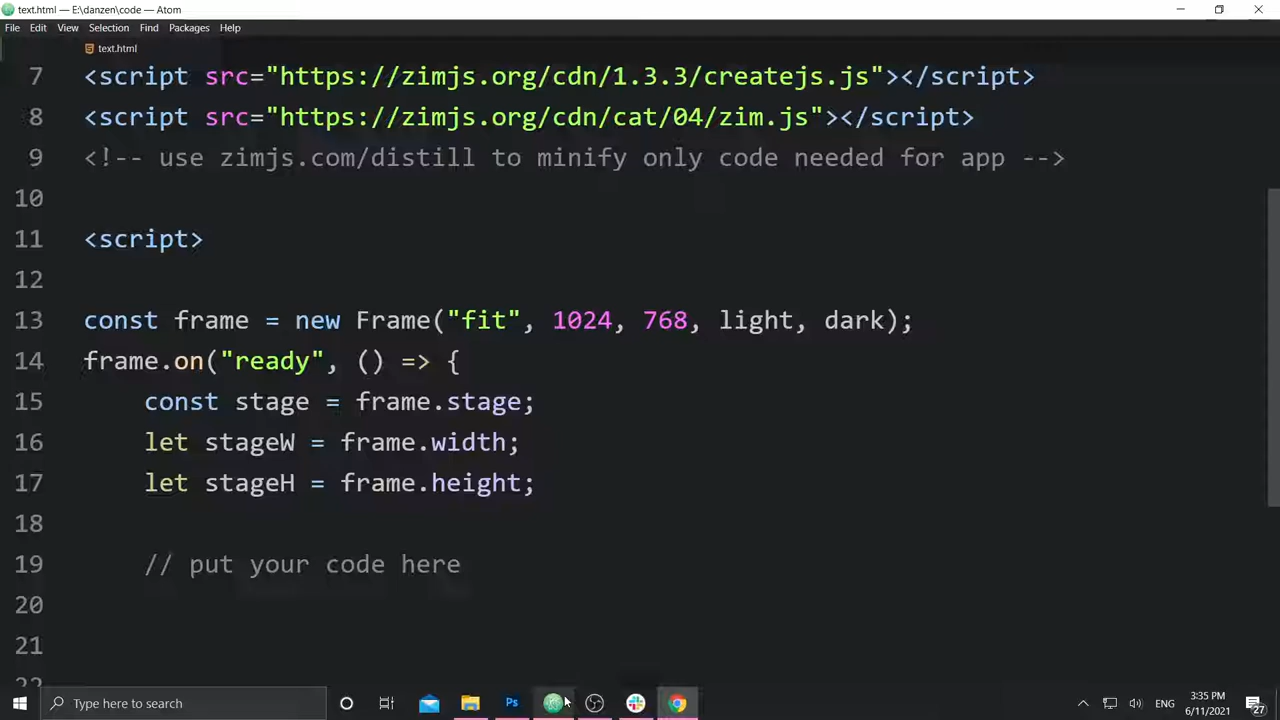 text.html — E:\danzen\code — Atom
File Edit View Selection Find Packages Help
text.html
7 <script src="https://zimjs.org/cdn/1.3.3/createjs.js"></script>
8 <script src="https://zimjs.org/cdn/cat/04/zim.js"></script>
9 <!-- use zimjs.com/distill to minify only code needed for app -->
10
11 <script>
12
13 const frame = new Frame("fit", 1024, 768, light, dark);
14 frame.on("ready", () => {
15 const stage = frame.stage;
16 let stageW = frame.width;
17 let stageH = frame.height;
18
19 // put your code here
20
21
22
Type here to search
Ps
ENG
3:35 PM
6/11/2021
27